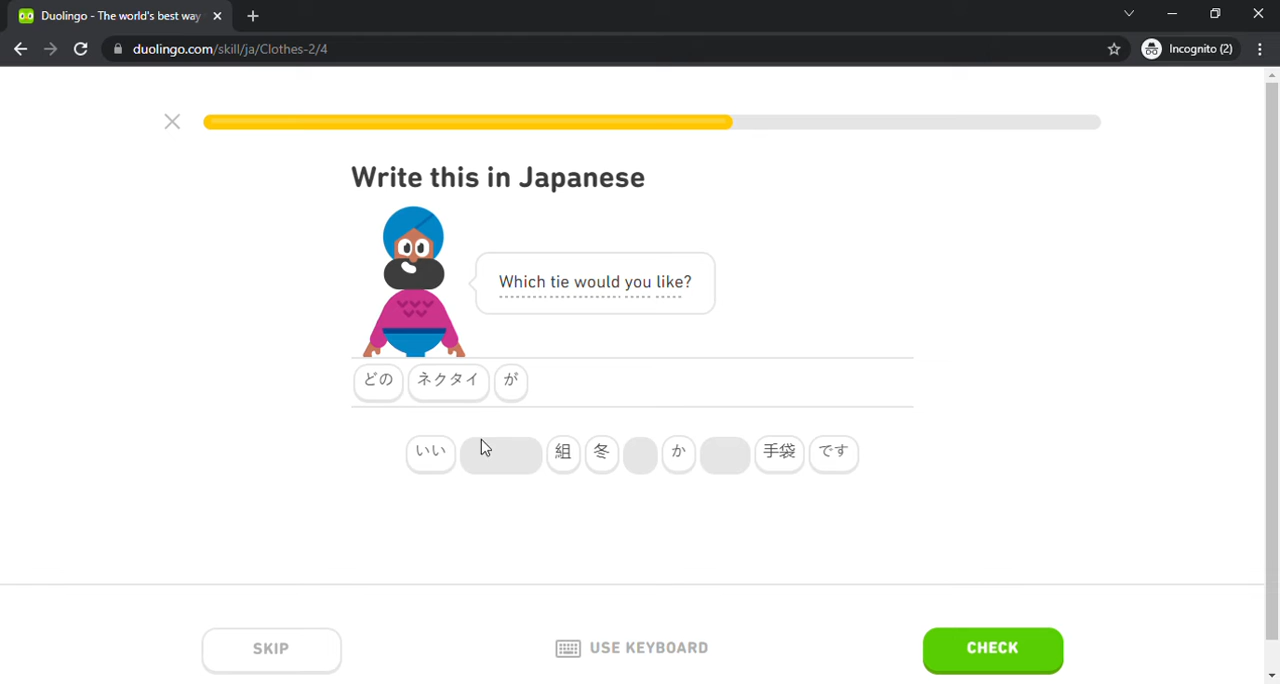 Duolingo - The world's best way
duolingo.com/skill/ja/Clothes-2/4
Incognito (2)
Write this in Japanese
Which tie would you like?
どの ネクタイ が
いい 組 冬 か 手袋 です
SKIP
USE KEYBOARD
CHECK